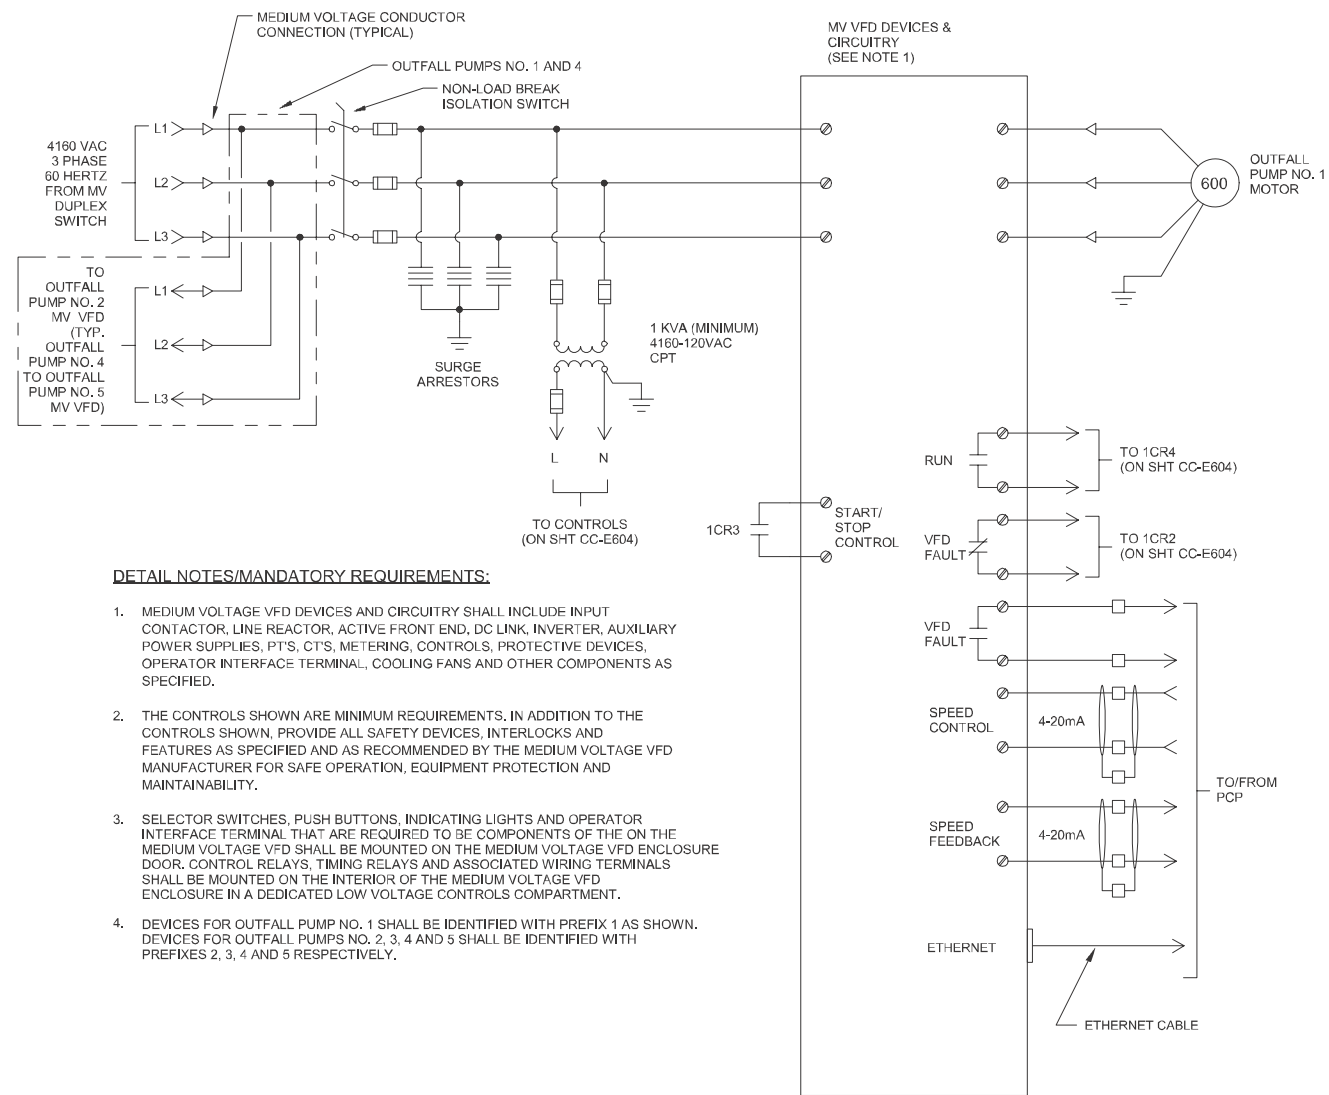 MEDIUM VOLTAGE CONDUCTOR
CONNECTION (TYPICAL)
OUTFALL PUMPS NO. 1 AND 4
NON-LOAD BREAK
ISOLATION SWITCH
MV VFD DEVICES &
CIRCUITRY
(SEE NOTE 1)
4160 VAC
3 PHASE
60 HERTZ
FROM MV
DUPLEX
SWITCH
L1
L2
L3
TO
OUTFALL
PUMP NO. 2
MV VFD
(TYP.
OUTFALL
PUMP NO. 4
TO OUTFALL
PUMP NO. 5
MV VFD)
L1
L2
L3
SURGE
ARRESTORS
1 KVA (MINIMUM)
4160-120VAC
CPT
L
N
TO CONTROLS
(ON SHT CC-E604)
600
OUTFALL
PUMP NO. 1
MOTOR
1CR3
START/
STOP
CONTROL
RUN
TO 1CR4
(ON SHT CC-E604)
VFD
FAULT
TO 1CR2
(ON SHT CC-E604)
VFD
FAULT
SPEED
CONTROL
4-20mA
SPEED
FEEDBACK
4-20mA
TO/FROM
PCP
ETHERNET
ETHERNET CABLE
DETAIL NOTES/MANDATORY REQUIREMENTS:
1. MEDIUM VOLTAGE VFD DEVICES AND CIRCUITRY SHALL INCLUDE INPUT
CONTACTOR, LINE REACTOR, ACTIVE FRONT END, DC LINK, INVERTER, AUXILIARY
POWER SUPPLIES, PT'S, CT'S, METERING, CONTROLS, PROTECTIVE DEVICES,
OPERATOR INTERFACE TERMINAL, COOLING FANS AND OTHER COMPONENTS AS
SPECIFIED.
2. THE CONTROLS SHOWN ARE MINIMUM REQUIREMENTS. IN ADDITION TO THE
CONTROLS SHOWN, PROVIDE ALL SAFETY DEVICES, INTERLOCKS AND
FEATURES AS SPECIFIED AND AS RECOMMENDED BY THE MEDIUM VOLTAGE VFD
MANUFACTURER FOR SAFE OPERATION, EQUIPMENT PROTECTION AND
MAINTAINABILITY.
3. SELECTOR SWITCHES, PUSH BUTTONS, INDICATING LIGHTS AND OPERATOR
INTERFACE TERMINAL THAT ARE REQUIRED TO BE COMPONENTS OF THE ON THE
MEDIUM VOLTAGE VFD SHALL BE MOUNTED ON THE MEDIUM VOLTAGE VFD ENCLOSURE
DOOR. CONTROL RELAYS, TIMING RELAYS AND ASSOCIATED WIRING TERMINALS
SHALL BE MOUNTED ON THE INTERIOR OF THE MEDIUM VOLTAGE VFD
ENCLOSURE IN A DEDICATED LOW VOLTAGE CONTROLS COMPARTMENT.
4. DEVICES FOR OUTFALL PUMP NO. 1 SHALL BE IDENTIFIED WITH PREFIX 1 AS SHOWN.
DEVICES FOR OUTFALL PUMPS NO. 2, 3, 4 AND 5 SHALL BE IDENTIFIED WITH
PREFIXES 2, 3, 4 AND 5 RESPECTIVELY.